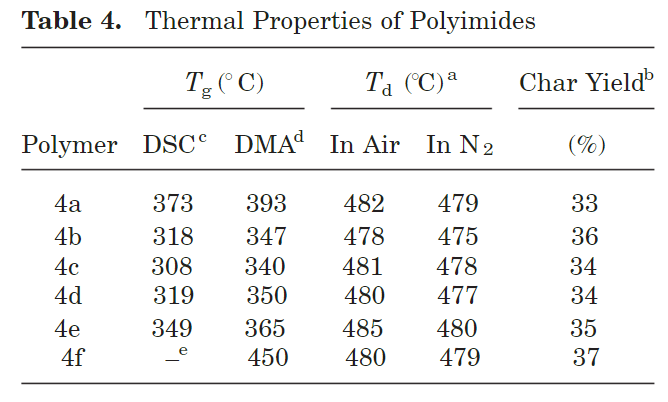 Table 4. Thermal Properties of Polyimides
Tg (°C) Td (°C)a Char Yieldb
Polymer DSCc DMAd In Air In N2 (%)
4a 373 393 482 479 33
4b 318 347 478 475 36
4c 308 340 481 478 34
4d 319 350 480 477 34
4e 349 365 485 480 35
4f –e 450 480 479 37